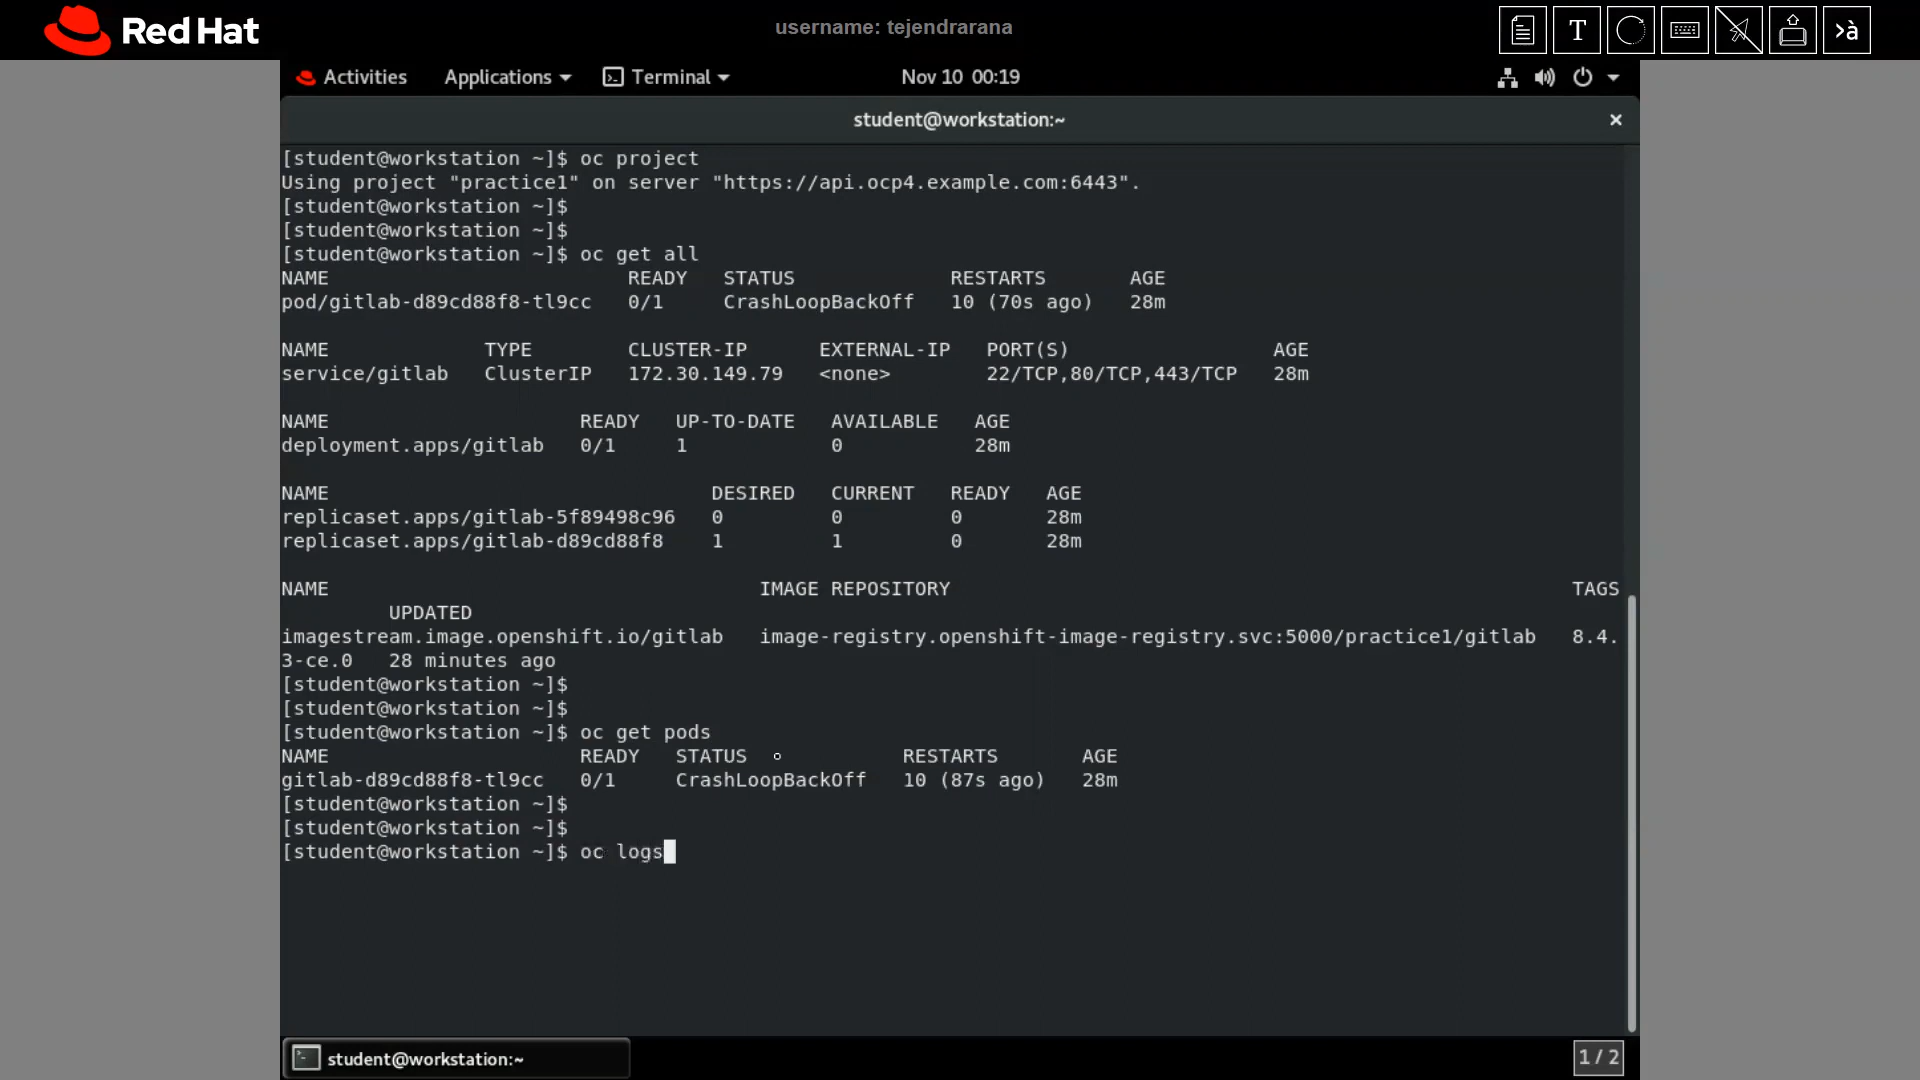 Red Hat
username: tejendrarana
T
>à
Activities Applications Terminal Nov 10 00:19
student@workstation:~ ×
[student@workstation ~]$ oc project
Using project "practice1" on server "https://api.ocp4.example.com:6443".
[student@workstation ~]$
[student@workstation ~]$
[student@workstation ~]$ oc get all
NAME READY STATUS RESTARTS AGE
pod/gitlab-d89cd88f8-tl9cc 0/1 CrashLoopBackOff 10 (70s ago) 28m
NAME TYPE CLUSTER-IP EXTERNAL-IP PORT(S) AGE
service/gitlab ClusterIP 172.30.149.79 <none> 22/TCP,80/TCP,443/TCP 28m
NAME READY UP-TO-DATE AVAILABLE AGE
deployment.apps/gitlab 0/1 1 0 28m
NAME DESIRED CURRENT READY AGE
replicaset.apps/gitlab-5f89498c96 0 0 0 28m
replicaset.apps/gitlab-d89cd88f8 1 1 0 28m
NAME IMAGE REPOSITORY TAGS
UPDATED
imagestream.image.openshift.io/gitlab image-registry.openshift-image-registry.svc:5000/practice1/gitlab 8.4.
3-ce.0 28 minutes ago
[student@workstation ~]$
[student@workstation ~]$
[student@workstation ~]$ oc get pods
NAME READY STATUS RESTARTS AGE
gitlab-d89cd88f8-tl9cc 0/1 CrashLoopBackOff 10 (87s ago) 28m
[student@workstation ~]$
[student@workstation ~]$
[student@workstation ~]$ oc logs
student@workstation:~ 1 / 2